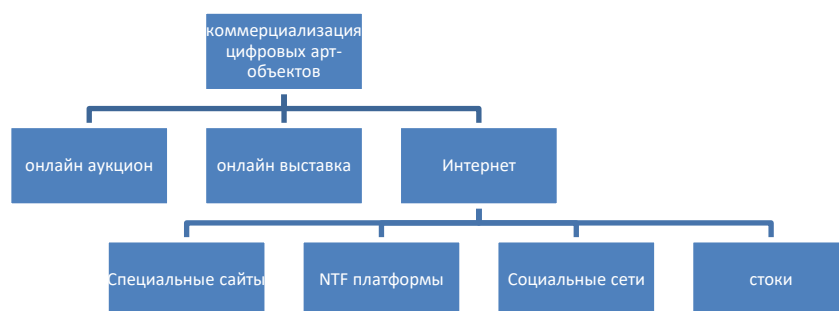 коммерциализация
цифровых арт-
объектов
онлайн аукцион
онлайн выставка
Интернет
Специальные сайты
NTF платформы
Социальные сети
стоки